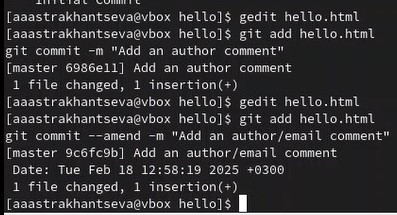 Initial Commit
[aaastrakhantseva@vbox hello]$ gedit hello.html
[aaastrakhantseva@vbox hello]$ git add hello.html
git commit -m "Add an author comment"
[master 6986e11] Add an author comment
 1 file changed, 1 insertion(+)
[aaastrakhantseva@vbox hello]$ gedit hello.html
[aaastrakhantseva@vbox hello]$ git add hello.html
git commit --amend -m "Add an author/email comment"
[master 9c6fc9b] Add an author/email comment
 Date: Tue Feb 18 12:58:19 2025 +0300
 1 file changed, 1 insertion(+)
[aaastrakhantseva@vbox hello]$